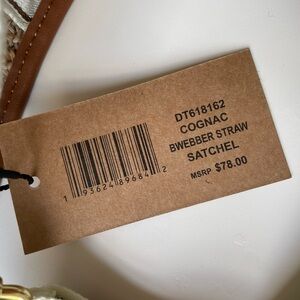 DT618162
COGNAC
BWEBBER STRAW
SATCHEL
MSRP $78.00
1 93624 89684 2